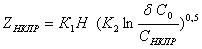 Z_НКПР = K₁H (K₂ ln δ C₀ / C_НКПР)^0,5